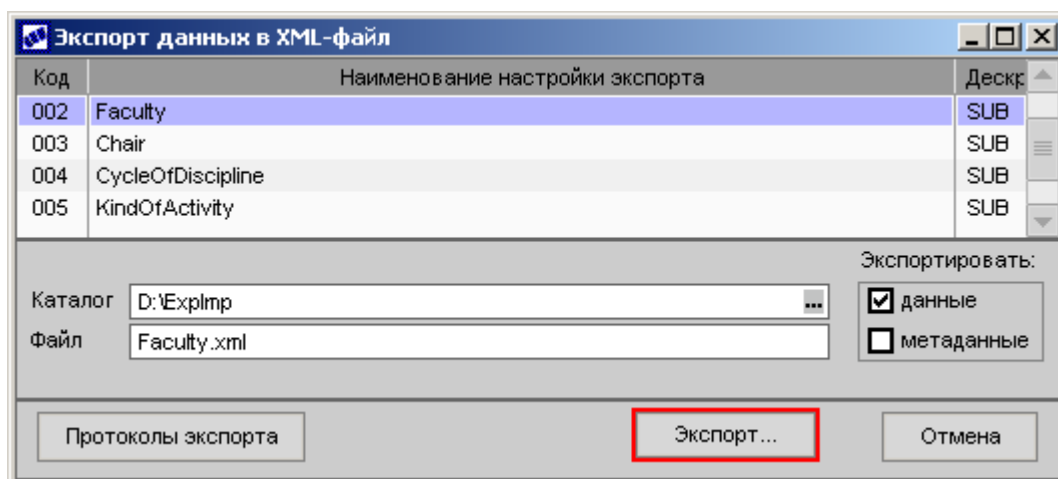 Экспорт данных в XML-файл
Код Наименование настройки экспорта Дескр
002 Faculty SUB
003 Chair SUB
004 CycleOfDiscipline SUB
005 KindOfActivity SUB
Экспортировать:
Каталог D:\ExpImp ... данные
Файл Faculty.xml метаданные
Протоколы экспорта Экспорт... Отмена